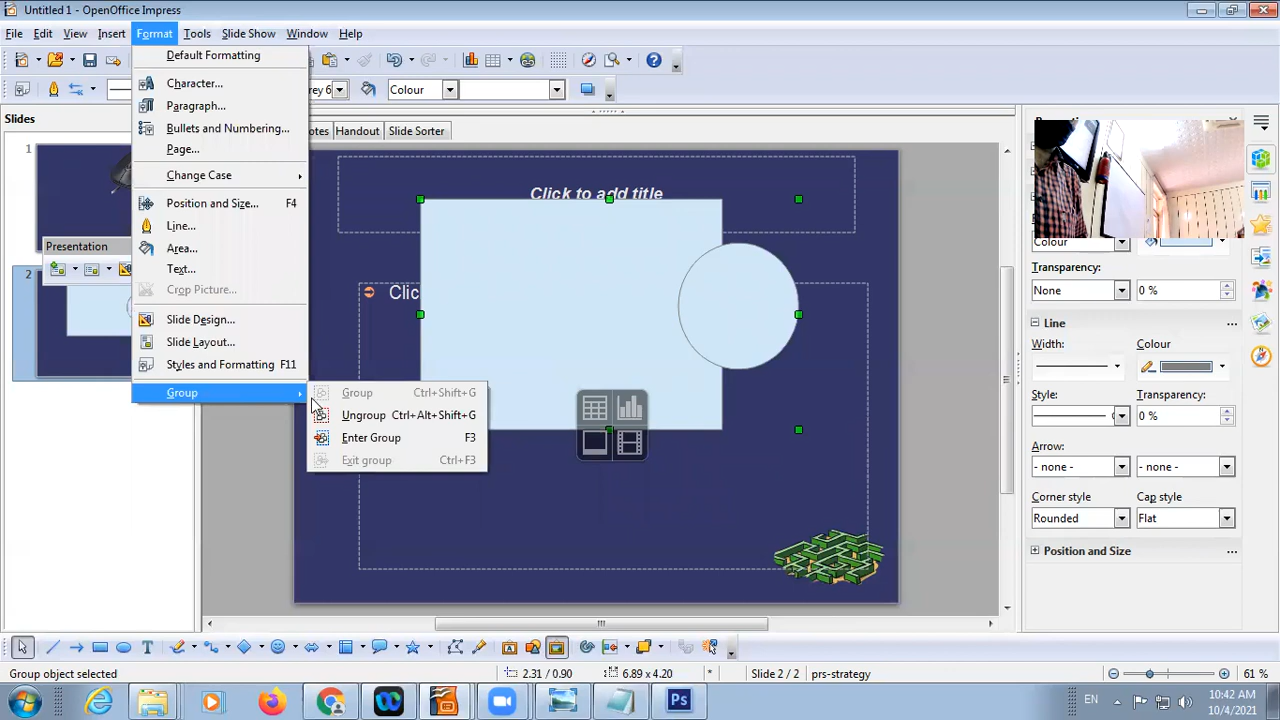 Untitled 1 - OpenOffice Impress
File Edit View Insert Format Tools Slide Show Window Help
Default Formatting
Character...
Paragraph...
Bullets and Numbering...
Page...
Change Case
Position and Size... F4
Line...
Area...
Text...
Crop Picture...
Slide Design...
Slide Layout...
Styles and Formatting F11
Group
Group Ctrl+Shift+G
Ungroup Ctrl+Alt+Shift+G
Enter Group F3
Exit group Ctrl+F3
rey 6
Colour
Slides
otes Handout Slide Sorter
1
Presentation
2
Click to add title
Clic
Colour
Transparency:
None 0 %
Line
Width: Colour
Style: Transparency:
0 %
Arrow:
- none - - none -
Corner style Cap style
Rounded Flat
Position and Size
Group object selected 2.31 / 0.90 6.89 x 4.20 * Slide 2 / 2 prs-strategy 61 %
EN 10:42 AM
10/4/2021